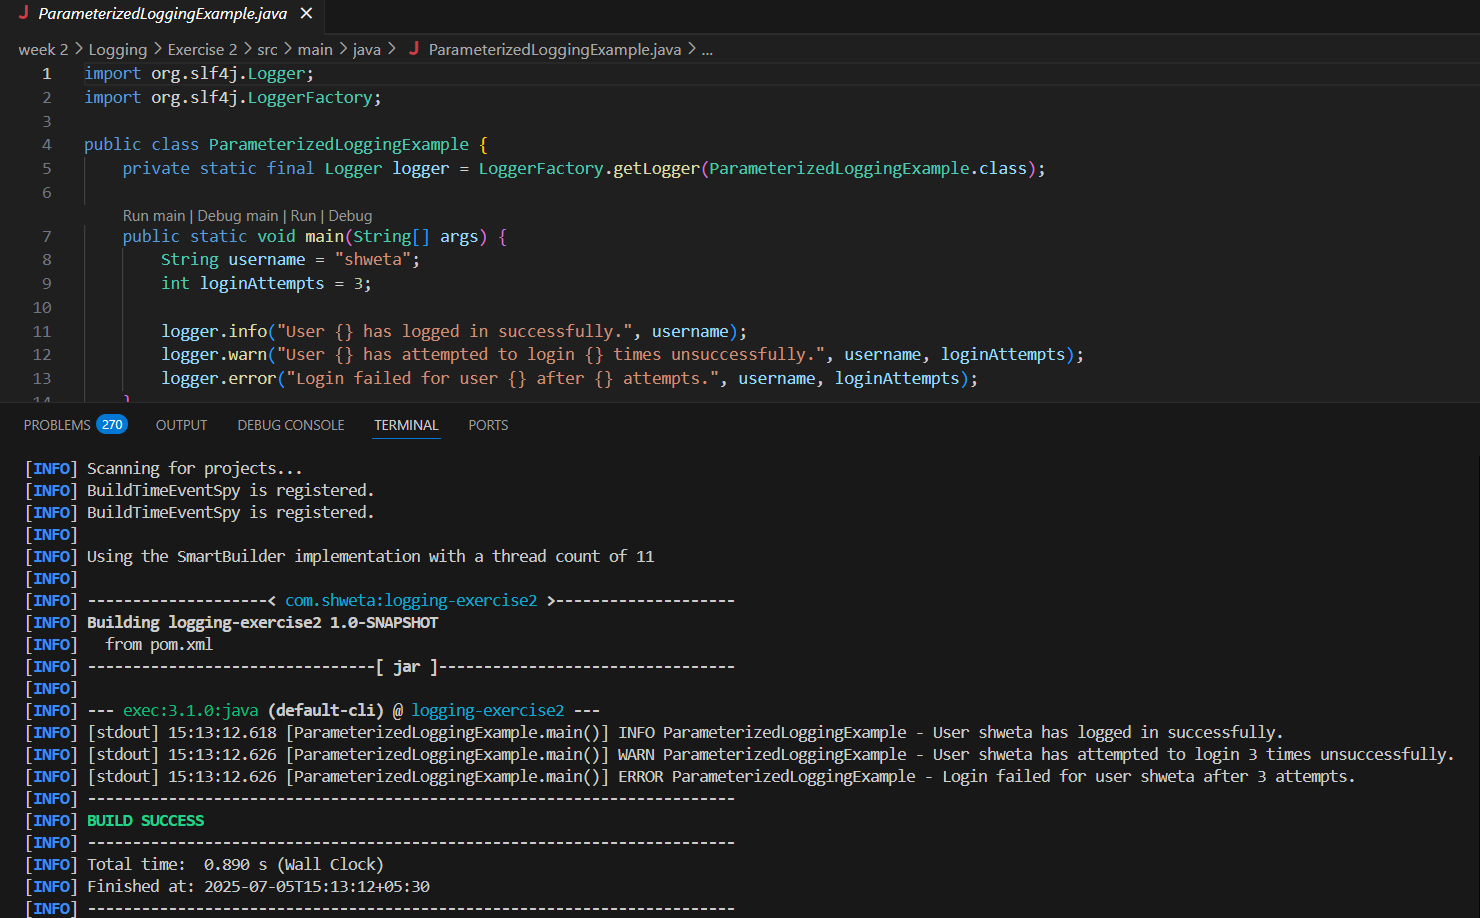 J ParameterizedLoggingExample.java ×
week 2 > Logging > Exercise 2 > src > main > java > J ParameterizedLoggingExample.java > ...
1 import org.slf4j.Logger;
2 import org.slf4j.LoggerFactory;
3
4 public class ParameterizedLoggingExample {
5     private static final Logger logger = LoggerFactory.getLogger(ParameterizedLoggingExample.class);
6
Run main | Debug main | Run | Debug
7     public static void main(String[] args) {
8         String username = "shweta";
9         int loginAttempts = 3;
10
11         logger.info("User {} has logged in successfully.", username);
12         logger.warn("User {} has attempted to login {} times unsuccessfully.", username, loginAttempts);
13         logger.error("Login failed for user {} after {} attempts.", username, loginAttempts);
14     }
PROBLEMS 270 OUTPUT DEBUG CONSOLE TERMINAL PORTS
[INFO] Scanning for projects...
[INFO] BuildTimeEventSpy is registered.
[INFO] BuildTimeEventSpy is registered.
[INFO]
[INFO] Using the SmartBuilder implementation with a thread count of 11
[INFO]
[INFO] --------------------< com.shweta:logging-exercise2 >--------------------
[INFO] Building logging-exercise2 1.0-SNAPSHOT
[INFO]   from pom.xml
[INFO] --------------------------------[ jar ]---------------------------------
[INFO]
[INFO] --- exec:3.1.0:java (default-cli) @ logging-exercise2 ---
[INFO] [stdout] 15:13:12.618 [ParameterizedLoggingExample.main()] INFO ParameterizedLoggingExample - User shweta has logged in successfully.
[INFO] [stdout] 15:13:12.626 [ParameterizedLoggingExample.main()] WARN ParameterizedLoggingExample - User shweta has attempted to login 3 times unsuccessfully.
[INFO] [stdout] 15:13:12.626 [ParameterizedLoggingExample.main()] ERROR ParameterizedLoggingExample - Login failed for user shweta after 3 attempts.
[INFO] ------------------------------------------------------------------------
[INFO] BUILD SUCCESS
[INFO] ------------------------------------------------------------------------
[INFO] Total time:  0.890 s (Wall Clock)
[INFO] Finished at: 2025-07-05T15:13:12+05:30
[INFO] ------------------------------------------------------------------------